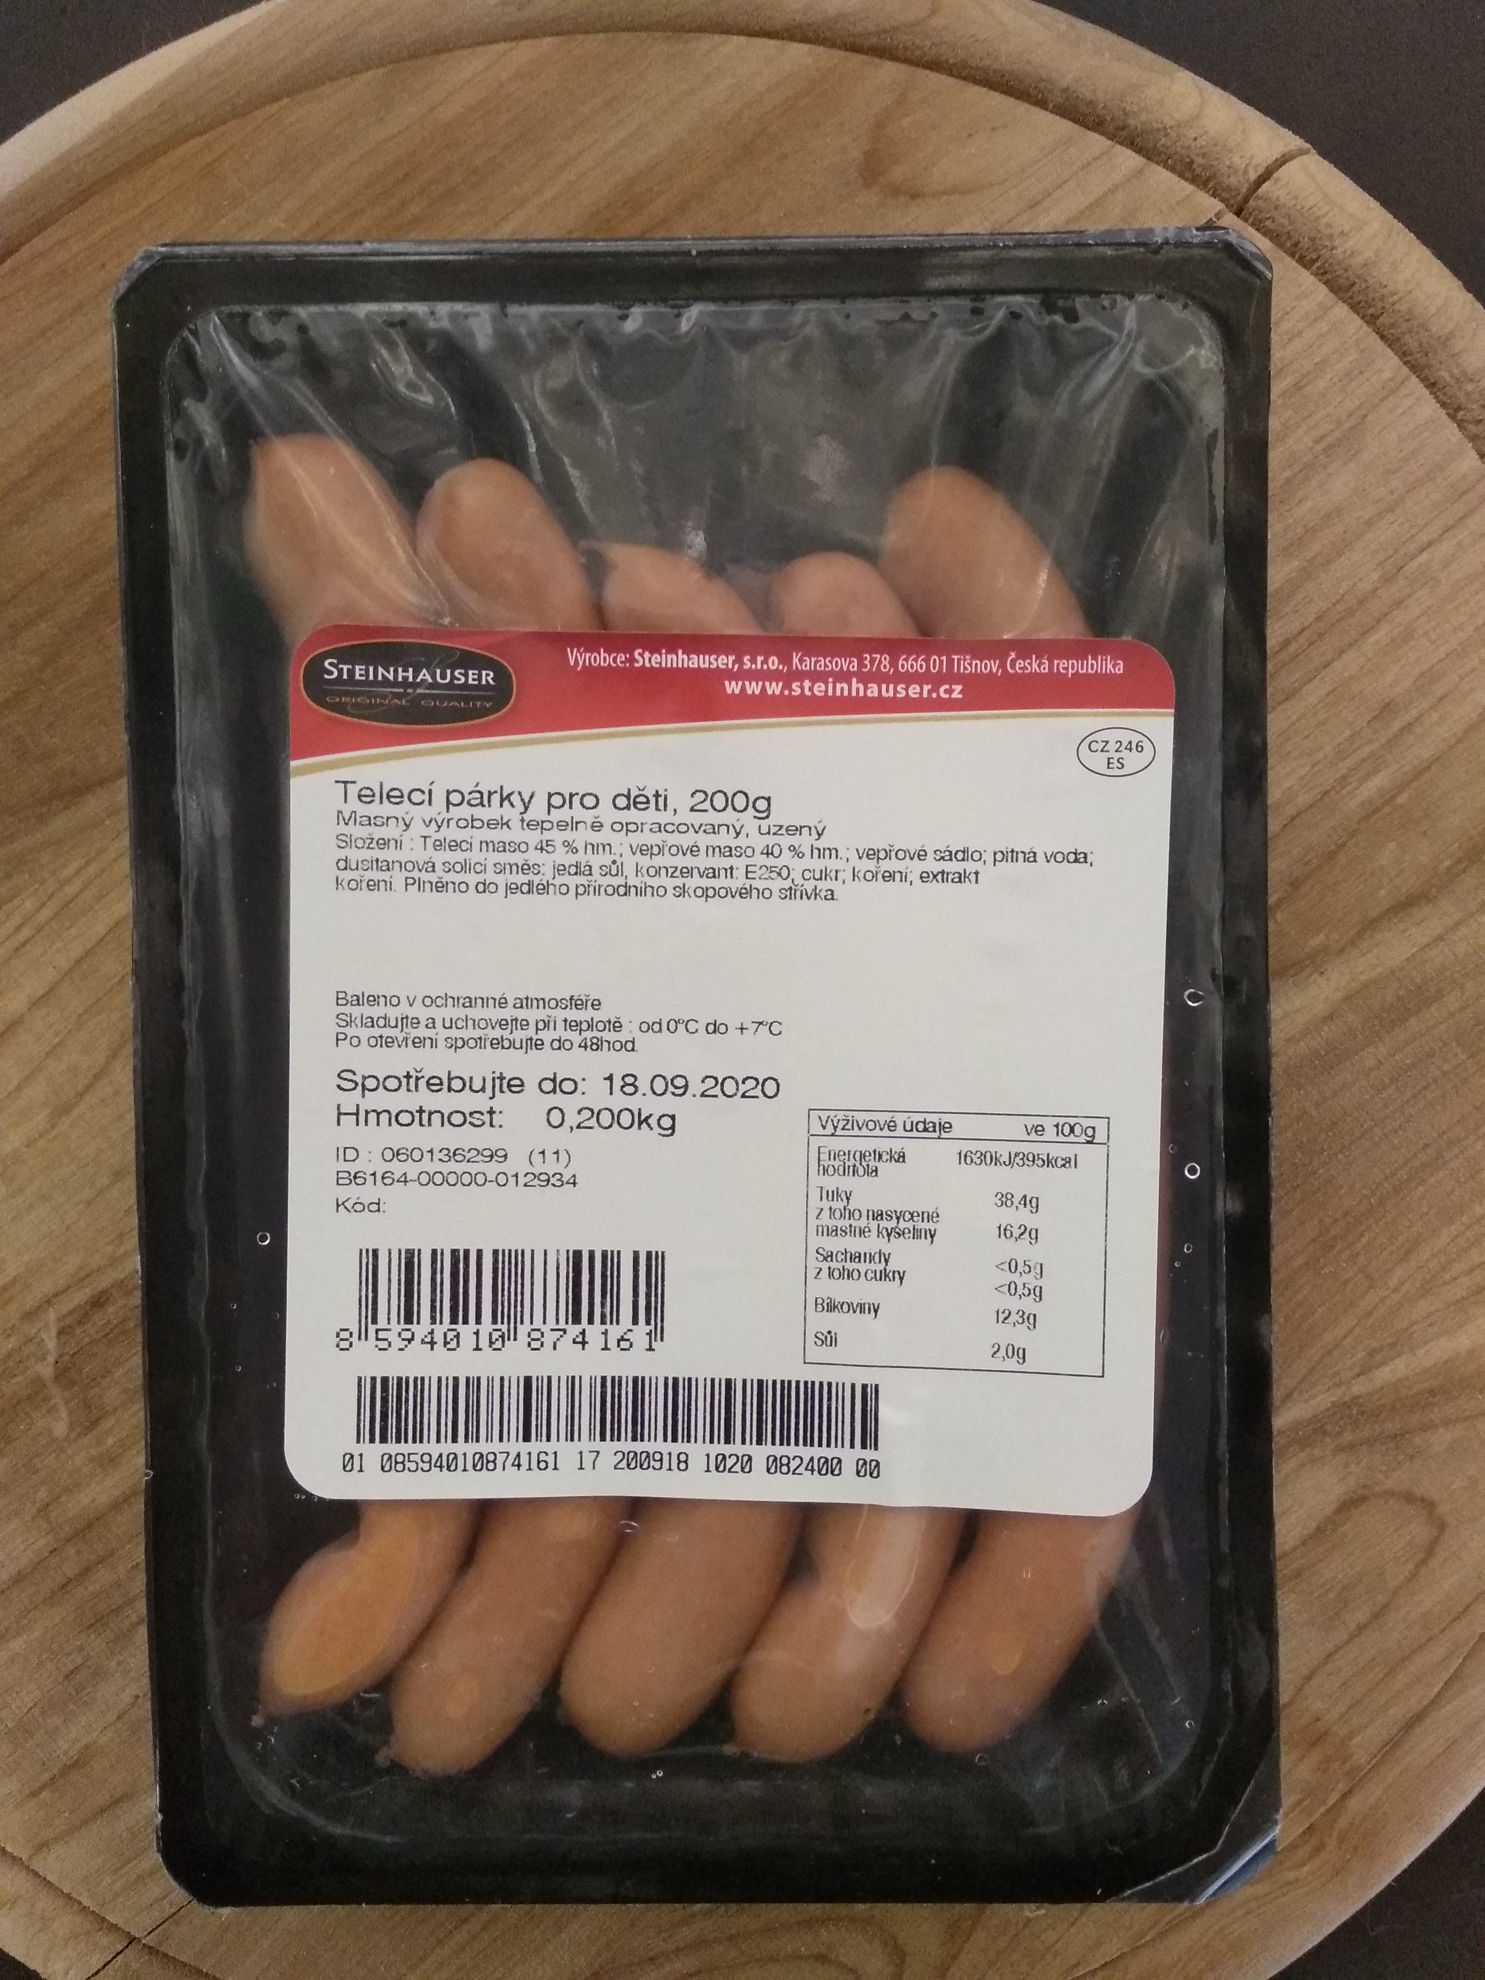 STEINHAUSER
ORIGINAL QUALITY
Výrobce: Steinhauser, s.r.o., Karasova 378, 666 01 Tišnov, Česká republika
www.steinhauser.cz
CZ 246
ES
Telecí párky pro děti, 200g
Masný výrobek tepelně opracovaný, uzený
Složení : Telecí maso 45 % hm.; vepřové maso 40 % hm.; vepřové sádlo; pitná voda;
dusitanová solicí směs: jedlá sůl, konzervant: E250; cukr; koření; extrakt
koření. Plněno do jedlého přírodního skopového střívka.
Baleno v ochranné atmosféře
Skladujte a uchovejte při teplotě : od 0°C do +7°C
Po otevření spotřebujte do 48hod.
Spotřebujte do: 18.09.2020
Hmotnost: 0,200kg
ID : 060136299 (11)
B6164-00000-012934
Kód:
Výživové údaje ve 100g
Energetická hodnota 1630kJ/395kcal
Tuky 38,4g
z toho nasycené
mastné kyseliny 16,2g
Sacharidy <0,5g
z toho cukry <0,5g
Bílkoviny 12,3g
Sůl 2,0g
8 594010 874161
01 08594010874161 17 200918 1020 082400 00